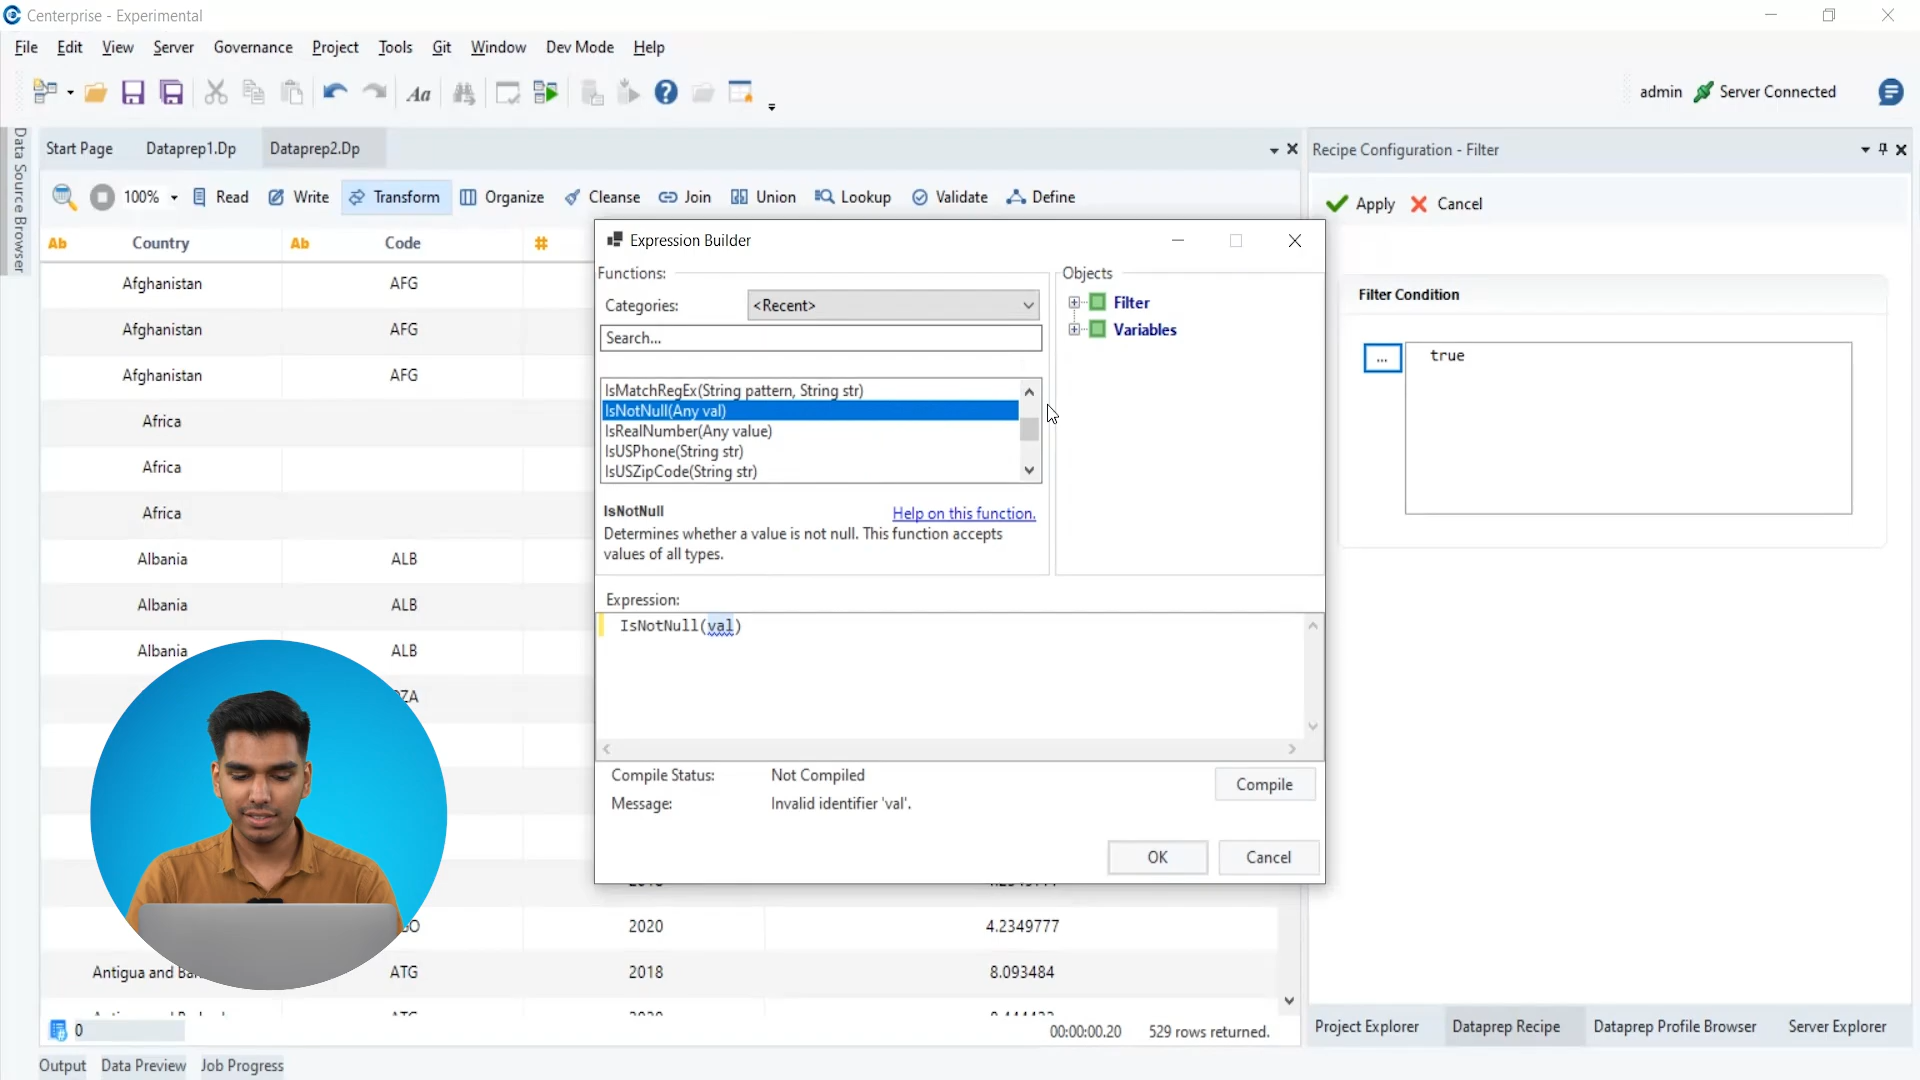 Centerprise - Experimental
File Edit View Server Governance Project Tools Git Window Dev Mode Help
Aa
admin Server Connected
Data Source Browser
Start Page Dataprep1.Dp Dataprep2.Dp
Recipe Configuration - Filter
100% Read Write Transform Organize Cleanse Join Union Lookup Validate Define
Apply Cancel
Ab Country Ab Code #
Afghanistan AFG
Afghanistan AFG
Afghanistan AFG
Africa
Africa
Africa
Albania ALB
Albania ALB
Albania ALB
ZA
2020 4.2349777
Antigua and Ba ATG 2018 8.093484
0 00:00:00.20 529 rows returned.
Expression Builder
Functions:
Categories: <Recent>
Search...
IsMatchRegEx(String pattern, String str)
IsNotNull(Any val)
IsRealNumber(Any value)
IsUSPhone(String str)
IsUSZipCode(String str)
IsNotNull Help on this function.
Determines whether a value is not null. This function accepts
values of all types.
Objects
Filter
Variables
Expression:
IsNotNull(val)
Compile Status: Not Compiled
Compile
Message: Invalid identifier 'val'.
OK Cancel
Filter Condition
... true
Project Explorer Dataprep Recipe Dataprep Profile Browser Server Explorer
Output Data Preview Job Progress